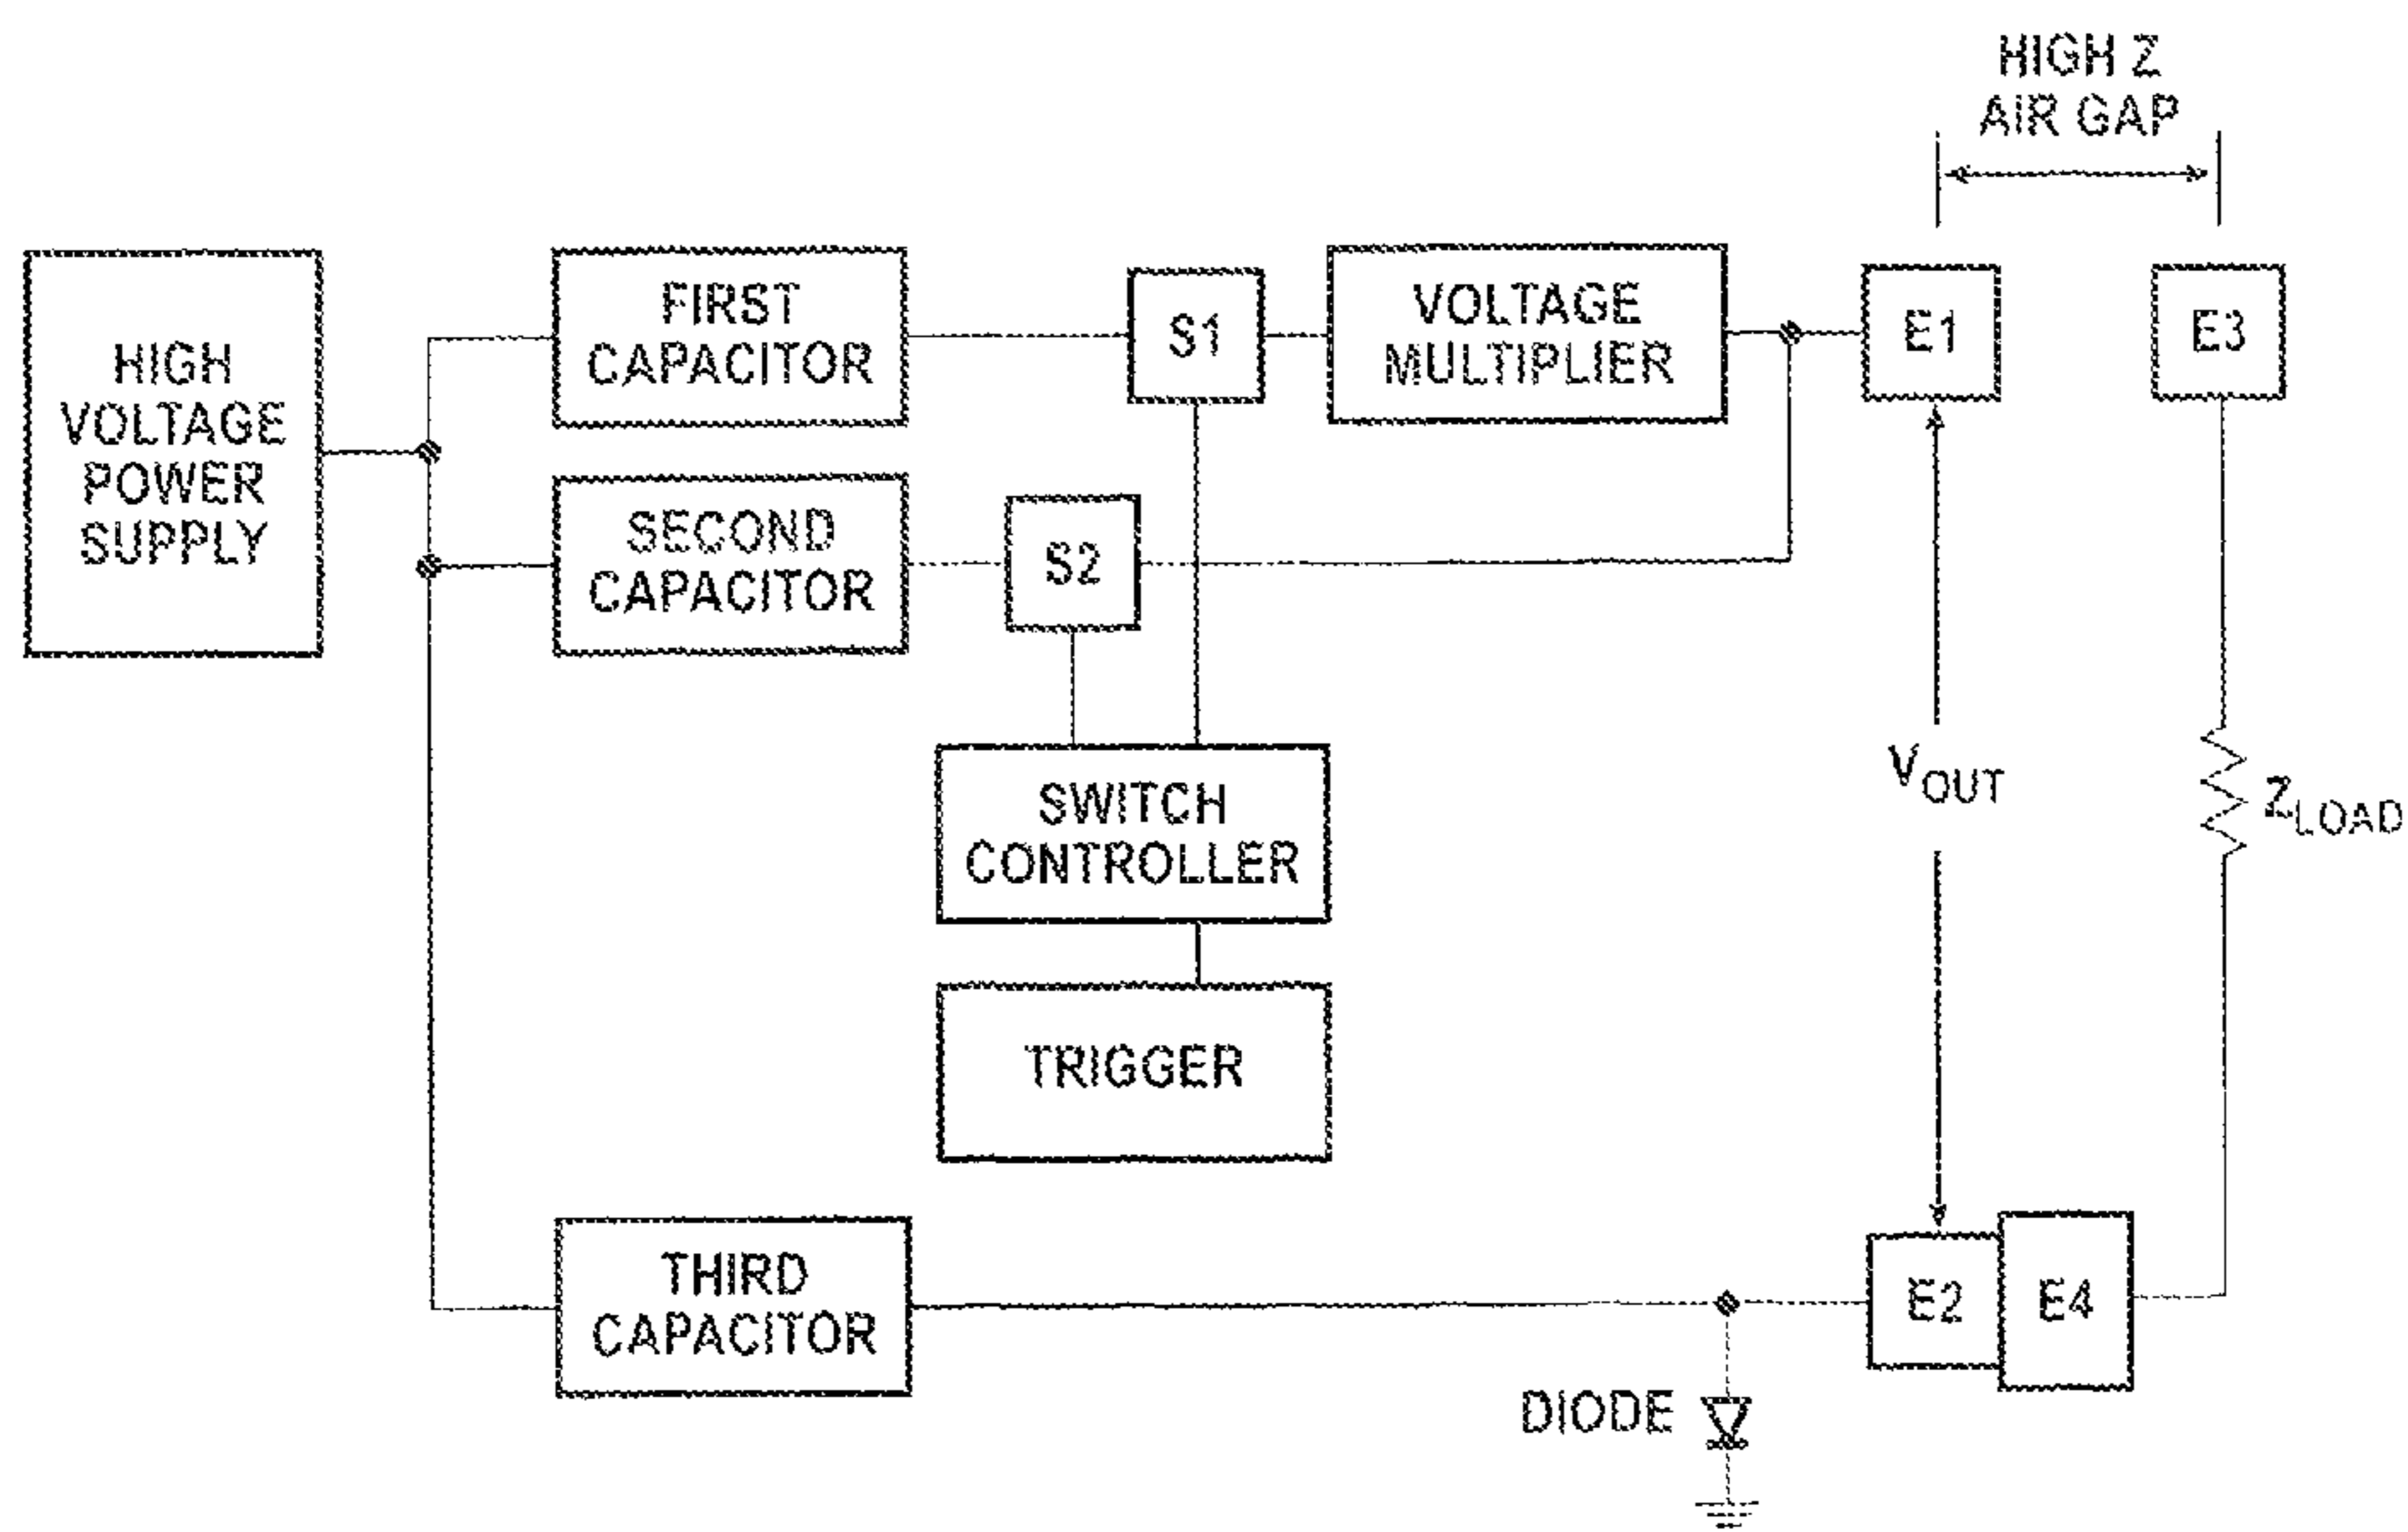 HIGH Z
AIR GAP
HIGH
VOLTAGE
POWER
SUPPLY
FIRST
CAPACITOR
S1
VOLTAGE
MULTIPLIER
E1
E3
SECOND
CAPACITOR
S2
SWITCH
CONTROLLER
VOUT
ZLOAD
TRIGGER
THIRD
CAPACITOR
E2
E4
DIODE